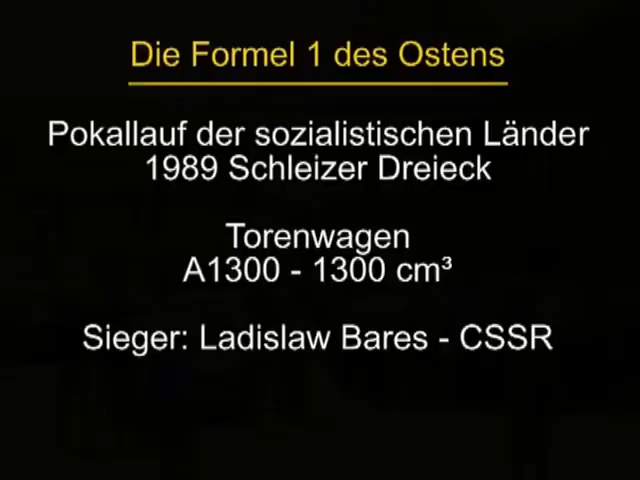 Die Formel 1 des Ostens
Pokallauf der sozialistischen Länder
1989 Schleizer Dreieck
Torenwagen
A1300 - 1300 cm³
Sieger: Ladislaw Bares - CSSR